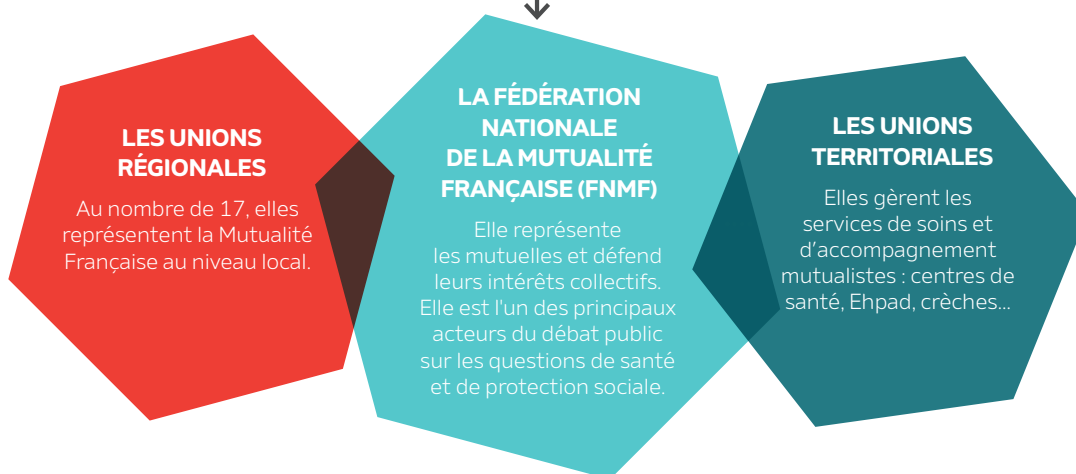 LES UNIONS
RÉGIONALES
Au nombre de 17, elles
représentent la Mutualité
Française au niveau local.
LA FÉDÉRATION
NATIONALE
DE LA MUTUALITÉ
FRANÇAISE (FNMF)
Elle représente
les mutuelles et défend
leurs intérêts collectifs.
Elle est l'un des principaux
acteurs du débat public
sur les questions de santé
et de protection sociale.
LES UNIONS
TERRITORIALES
Elles gèrent les
services de soins et
d'accompagnement
mutualistes : centres de
santé, Ehpad, crèches...